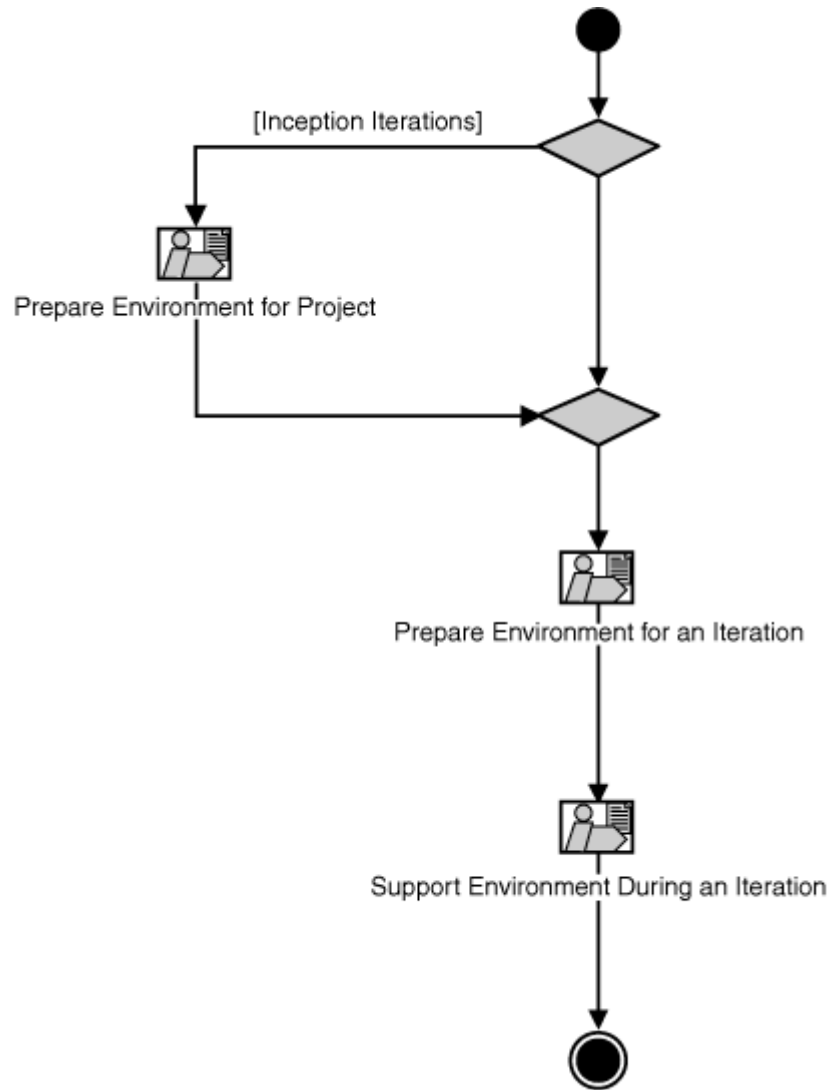 [Inception Iterations]
Prepare Environment for Project
Prepare Environment for an Iteration
Support Environment During an Iteration